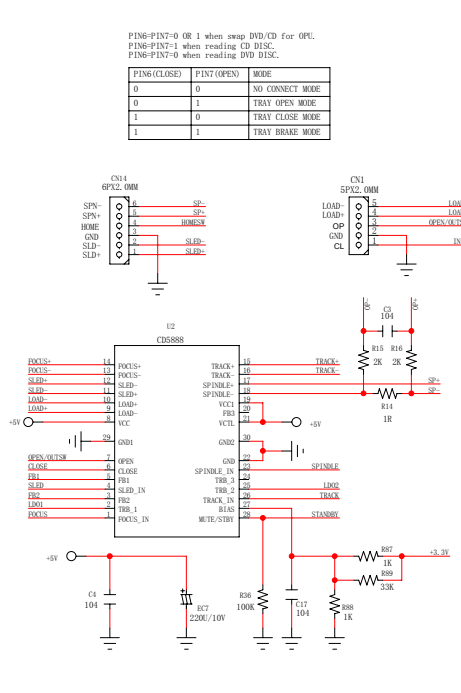 PIN6=PIN7=0 OR 1 when swap DVD/CD for OPU.
PIN6=PIN7=1 when reading CD DISC.
PIN6=PIN7=0 when reading DVD DISC.
PIN6(CLOSE) PIN7(OPEN) MODE
0 0 NO CONNECT MODE
0 1 TRAY OPEN MODE
1 0 TRAY CLOSE MODE
1 1 TRAY BRAKE MODE
CN14
6PX2.0MM
SPN- 6 SP-
SPN+ 5 SP+
HOME 4 HOMESW
GND 3
SLD- 2 SLED-
SLD+ 1 SLED+
CN1
5PX2.0MM
LOAD- 5 LOA
LOAD+ 4 LOA
OP 3 OPEN/OUTS
GND 2
CL 1 IN
OP- OP+
C3
104
R15 R16
2K 2K
SP+
SP-
R14
1R
U2
CD5888
FOCUS+ 14 FOCUS+
FOCUS- 13 FOCUS-
SLED+ 12 SLED-
SLED- 11 SLED+
LOAD- 10 LOAD+
LOAD+ 9 LOAD-
+5V 8 VCC
29 GND1
OPEN/OUTSW 7 OPEN
CLOSE 6 CLOSE
FB1 5 FB1
SLED 4 SLED_IN
FB2 3 FB2
LDO1 2 TRB_1
FOCUS 1 FOCUS_IN
TRACK+ 15 TRACK+
TRACK- 16 TRACK-
SPINDLE+ 17
SPINDLE- 18
VCC1 19
FB3 20
VCTL 21 +5V
GND2 30
GND 22
SPINDLE_IN 23 SPINDLE
TRB_3 24
TRB_2 25 LDO2
TRACK_IN 26 TRACK
BIAS 27
MUTE/STBY 28 STANDBY
+5V
C4
104
EC7
220U/10V
R36
100K
C17
104
R87
1K
R89
33K
R88
1K
+3.3V